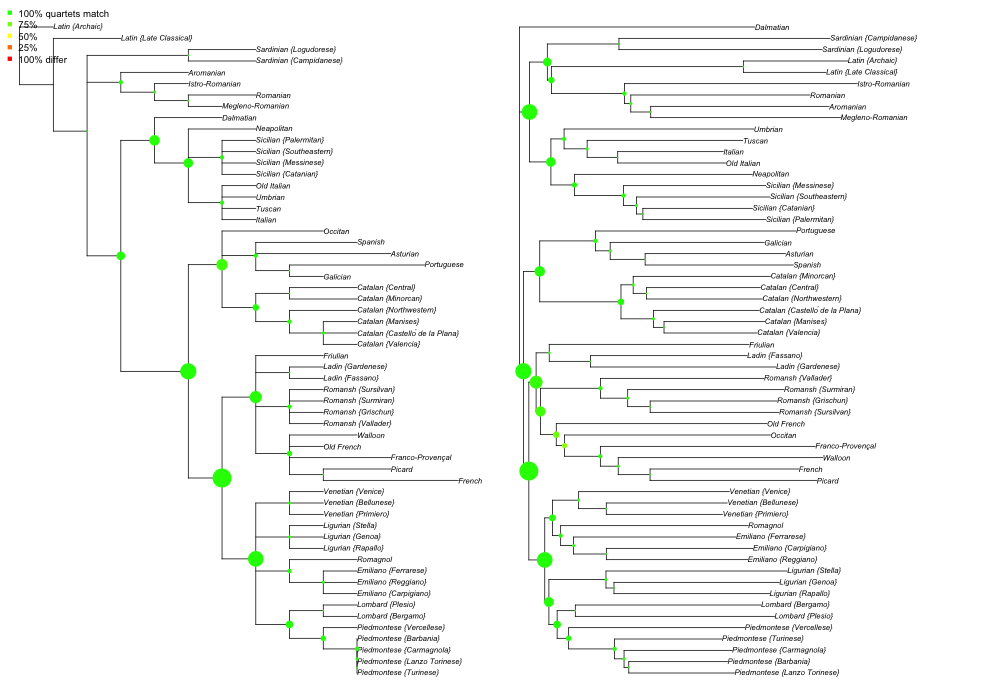 100% quartets match
75%
50%
25%
100% differ
Latin {Archaic}
Latin {Late Classical}
Sardinian {Logudorese}
Sardinian {Campidanese}
Aromanian
Istro-Romanian
Romanian
Megleno-Romanian
Dalmatian
Neapolitan
Sicilian {Palermitan}
Sicilian {Southeastern}
Sicilian {Messinese}
Sicilian {Catanian}
Old Italian
Umbrian
Tuscan
Italian
Occitan
Spanish
Asturian
Portuguese
Galician
Catalan {Central}
Catalan {Minorcan}
Catalan {Northwestern}
Catalan {Manises}
Catalan {Castelló de la Plana}
Catalan {Valencia}
Friulian
Ladin {Gardenese}
Ladin {Fassano}
Romansh {Sursilvan}
Romansh {Surmiran}
Romansh {Grischun}
Romansh {Vallader}
Walloon
Old French
Franco-Provençal
Picard
French
Venetian {Venice}
Venetian {Bellunese}
Venetian {Primiero}
Ligurian {Stella}
Ligurian {Genoa}
Ligurian {Rapallo}
Romagnol
Emiliano {Ferrarese}
Emiliano {Reggiano}
Emiliano {Carpigiano}
Lombard {Plesio}
Lombard {Bergamo}
Piedmontese {Vercellese}
Piedmontese {Barbania}
Piedmontese {Carmagnola}
Piedmontese {Lanzo Torinese}
Piedmontese {Turinese}
Dalmatian
Sardinian {Campidanese}
Sardinian {Logudorese}
Latin {Archaic}
Latin {Late Classical}
Istro-Romanian
Romanian
Aromanian
Megleno-Romanian
Umbrian
Tuscan
Italian
Old Italian
Neapolitan
Sicilian {Messinese}
Sicilian {Southeastern}
Sicilian {Catanian}
Sicilian {Palermitan}
Portuguese
Galician
Asturian
Spanish
Catalan {Minorcan}
Catalan {Central}
Catalan {Northwestern}
Catalan {Castelló de la Plana}
Catalan {Manises}
Catalan {Valencia}
Friulian
Ladin {Fassano}
Ladin {Gardenese}
Romansh {Vallader}
Romansh {Surmiran}
Romansh {Grischun}
Romansh {Sursilvan}
Old French
Occitan
Franco-Provençal
Walloon
French
Picard
Venetian {Venice}
Venetian {Bellunese}
Venetian {Primiero}
Romagnol
Emiliano {Ferrarese}
Emiliano {Carpigiano}
Emiliano {Reggiano}
Ligurian {Stella}
Ligurian {Genoa}
Ligurian {Rapallo}
Lombard {Bergamo}
Lombard {Plesio}
Piedmontese {Vercellese}
Piedmontese {Turinese}
Piedmontese {Carmagnola}
Piedmontese {Barbania}
Piedmontese {Lanzo Torinese}